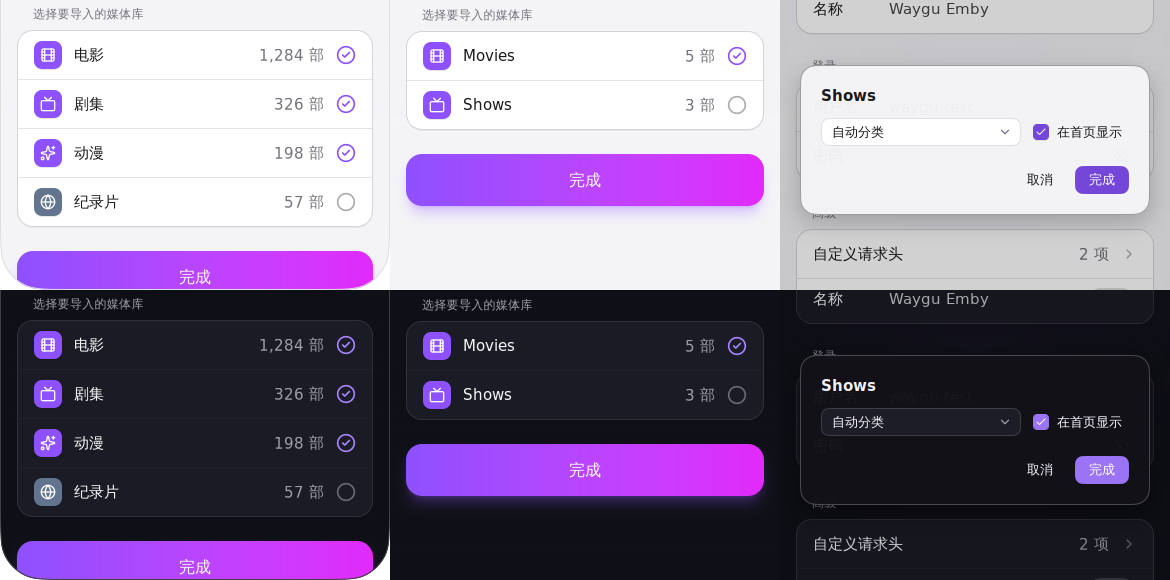 选择要导入的媒体库
电影 1,284 部
剧集 326 部
动漫 198 部
纪录片 57 部
完成
选择要导入的媒体库
Movies 5 部
Shows 3 部
完成
名称 Waygu Emby
登录
Shows
自动分类 在首页显示
取消 完成
自定义请求头 2 项
选择要导入的媒体库
电影 1,284 部
剧集 326 部
动漫 198 部
纪录片 57 部
完成
选择要导入的媒体库
Movies 5 部
Shows 3 部
完成
名称 Waygu Emby
Shows
自动分类 在首页显示
取消 完成
自定义请求头 2 项